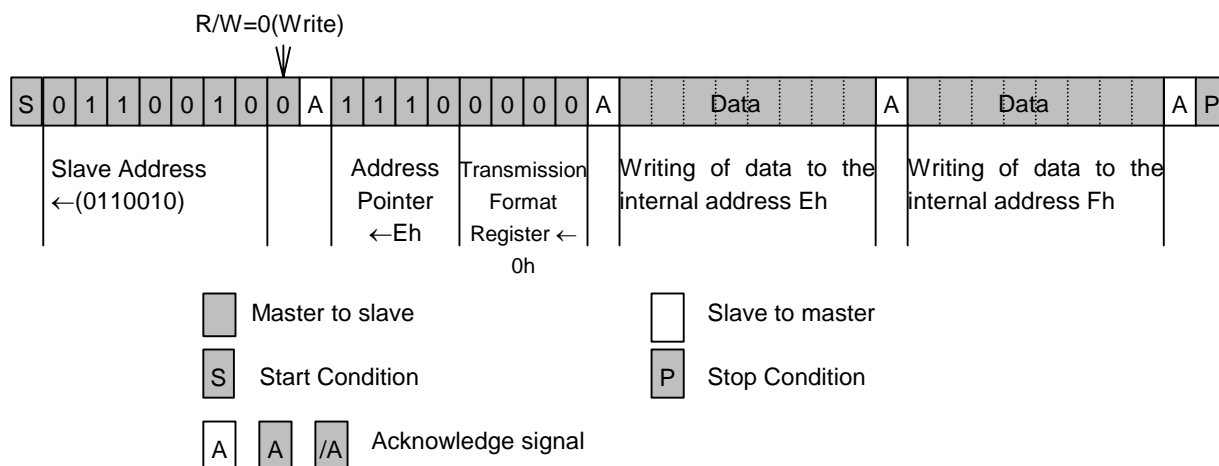 R/W=0(Write)
S 0 1 1 0 0 1 0 0 A 1 1 1 0 0 0 0 0 A Data A Data A P
Slave Address
←(0110010)
Address
Pointer
←Eh
Transmission
Format
Register ←
0h
Writing of data to the
internal address Eh
Writing of data to the
internal address Fh
Master to slave
Slave to master
S Start Condition
P Stop Condition
A A /A Acknowledge signal